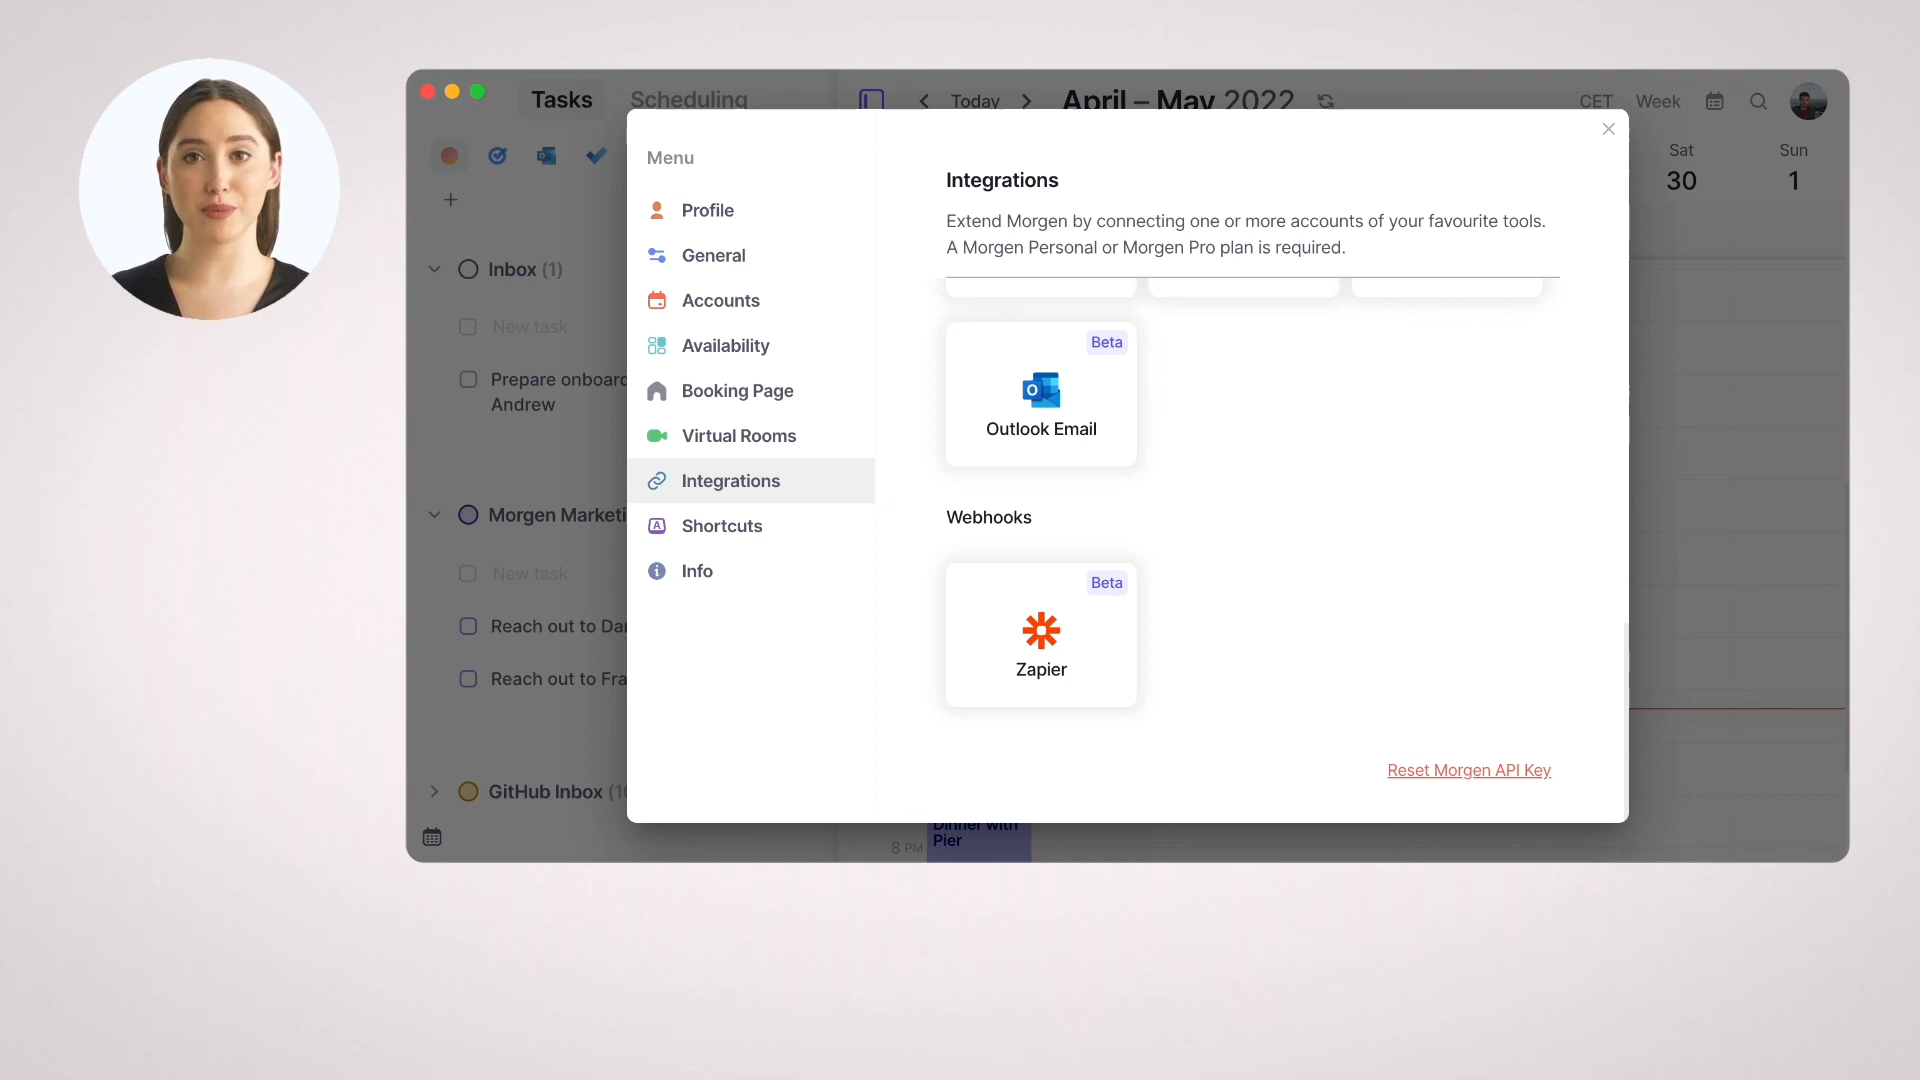 Tasks
Scheduling
Today
April – May 2022
CET
Week
Sat
30
Sun
1
Inbox (1)
New task
Prepare onboard
Andrew
Morgen Marketi
New task
Reach out to Da
Reach out to Fra
GitHub Inbox (1
Menu
Profile
General
Accounts
Availability
Booking Page
Virtual Rooms
Integrations
Shortcuts
Info
Integrations
Extend Morgen by connecting one or more accounts of your favourite tools.
A Morgen Personal or Morgen Pro plan is required.
Beta
Outlook Email
Webhooks
Beta
Zapier
Reset Morgen API Key
8 PM
Dinner with
Pier